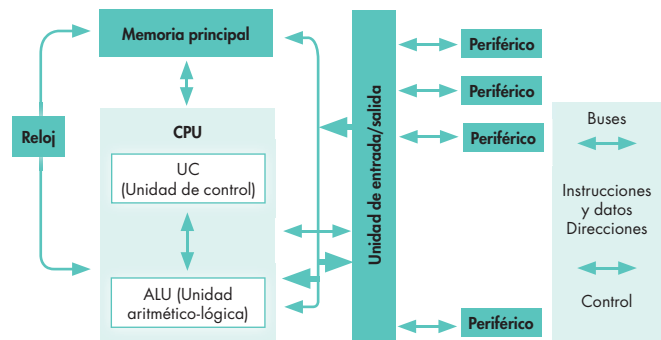 Memoria principal
Reloj
CPU
UC
(Unidad de control)
ALU (Unidad
aritmético-lógica)
Unidad de entrada/salida
Periférico
Periférico
Periférico
Periférico
Buses
Instrucciones
y datos
Direcciones
Control